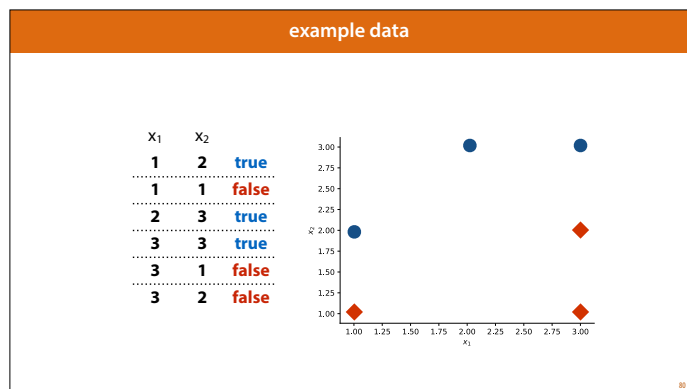 example data
x1 x2
1 2 true
1 1 false
2 3 true
3 3 true
3 1 false
3 2 false
3.00
2.75
2.50
2.25
2.00
1.75
1.50
1.25
1.00
x2
1.00 1.25 1.50 1.75 2.00 2.25 2.50 2.75 3.00
x1
80